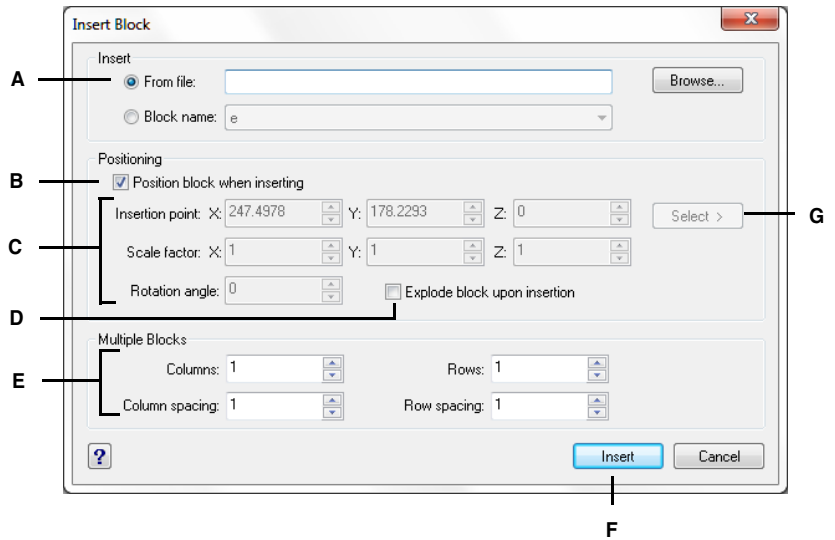 Insert Block
Insert
A
From file:
Browse...
Block name: e
Positioning
B
Position block when inserting
Insertion point: X: 247.4978 Y: 178.2293 Z: 0
Select >
G
C
Scale factor: X: 1 Y: 1 Z: 1
Rotation angle: 0
Explode block upon insertion
D
Multiple Blocks
E
Columns: 1 Rows: 1
Column spacing: 1 Row spacing: 1
?
Insert
Cancel
F